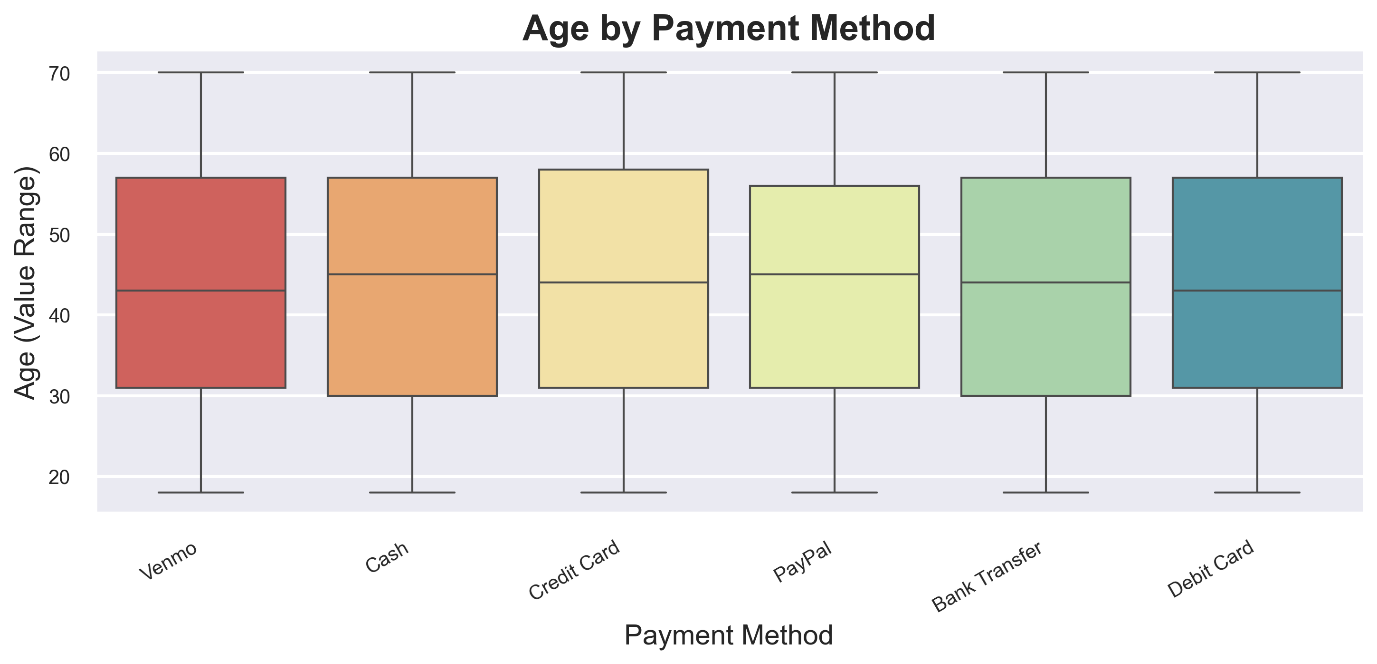 Age by Payment Method
Age (Value Range)
70
60
50
40
30
20
Venmo
Cash
Credit Card
PayPal
Bank Transfer
Debit Card
Payment Method